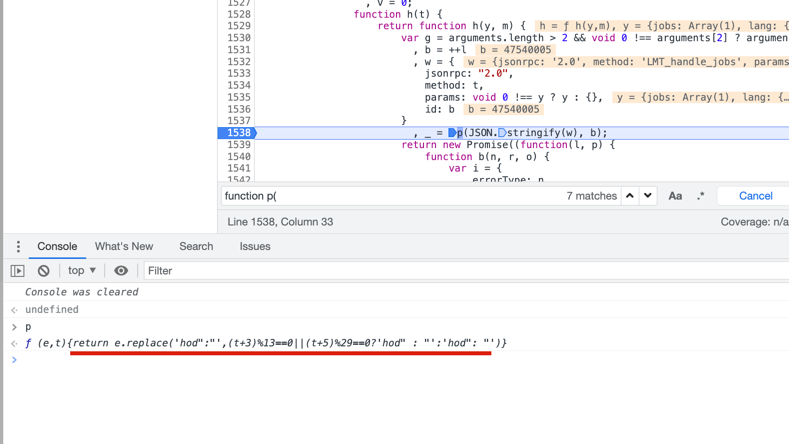 1527 , v = 0;
1528 function h(t) {
1529 return function h(y, m) { h = ƒ h(y,m), y = {jobs: Array(1), lang: {
1530 var g = arguments.length > 2 && void 0 !== arguments[2] ? argumen
1531 , b = ++l b = 47540005
1532 , w = { w = {jsonrpc: '2.0', method: 'LMT_handle_jobs', params
1533 jsonrpc: "2.0",
1534 method: t,
1535 params: void 0 !== y ? y : {}, y = {jobs: Array(1), lang: {…
1536 id: b b = 47540005
1537 }
1538 , _ = p(JSON.stringify(w), b);
1539 return new Promise((function(l, p) {
1540 function b(n, r, o) {
1541 var i = {
1542 errorType: n
function p( 7 matches Aa .* Cancel
Line 1538, Column 33 Coverage: n/a
Console What's New Search Issues
top ▼ Filter
Console was cleared
undefined
p
ƒ (e,t){return e.replace('hod":"',(t+3)%13==0||(t+5)%29==0?'hod" : "':'hod": "')}